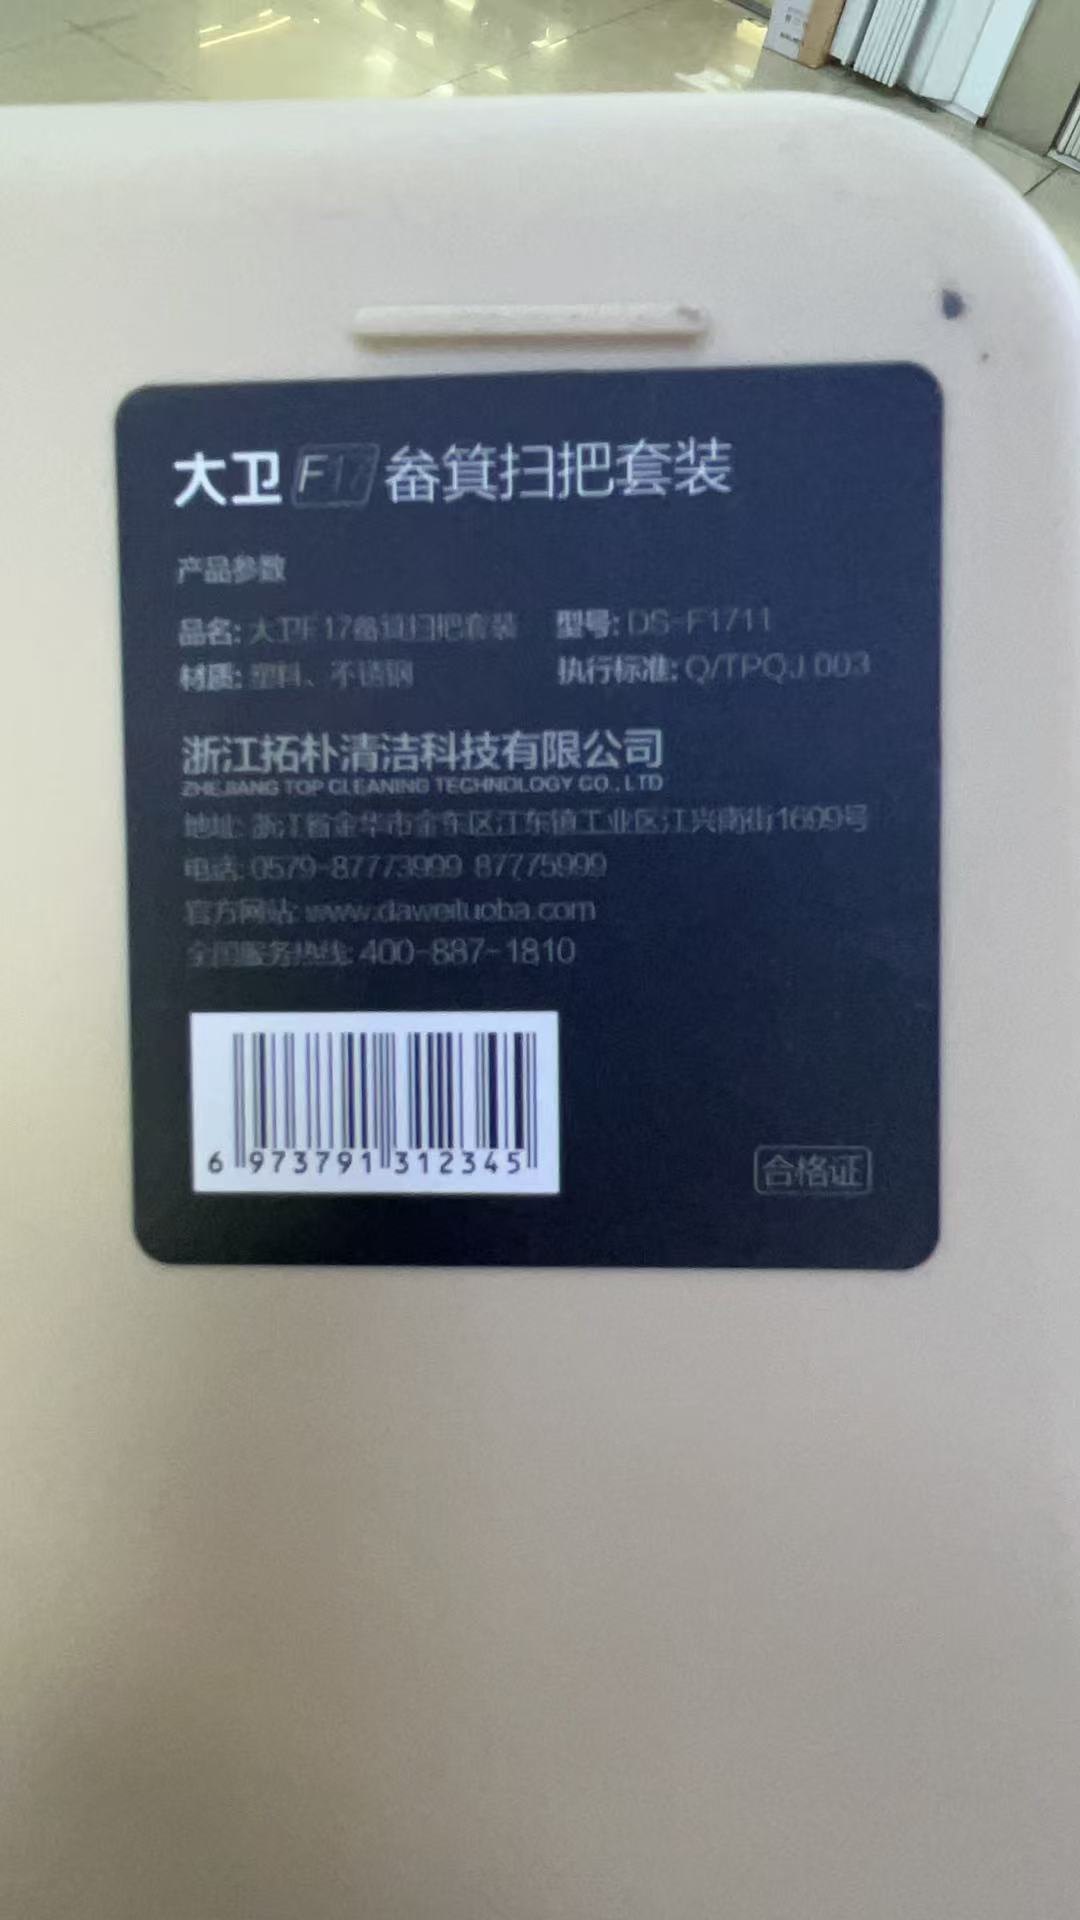 大卫 F17 畚箕扫把套装
产品参数
品名: 大卫F17畚箕扫把套装 型号: DS-F1711
材质: 塑料、不锈钢 执行标准: Q/TPQJ 003
浙江拓朴清洁科技有限公司
ZHEJIANG TOP CLEANING TECHNOLOGY CO., LTD
地址: 浙江省金华市金东区江东镇工业区江兴南街1699号
电话: 0579-87773999 87775999
官方网站: www.daweituoba.com
全国服务热线: 400-887-1810
6 973791 312345
合格证